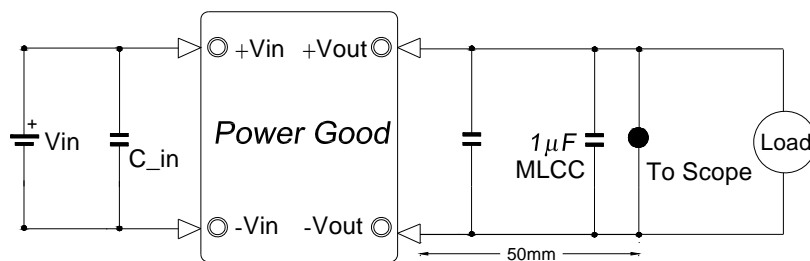 +Vin
+Vout
+
Vin
C_in
Power Good
1µF
MLCC
To Scope
Load
-Vin
-Vout
50mm